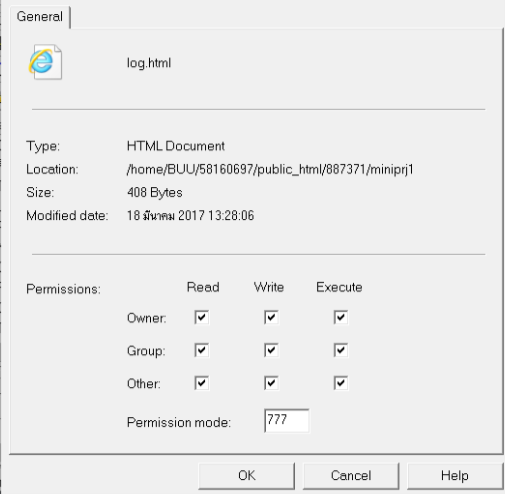 General
log.html
Type: HTML Document
Location: /home/BUU/58160697/public_html/887371/miniprj1
Size: 408 Bytes
Modified date: 18 มีนาคม 2017 13:28:06
Permissions: Read Write Execute
Owner:
Group:
Other:
Permission mode: 777
OK Cancel Help